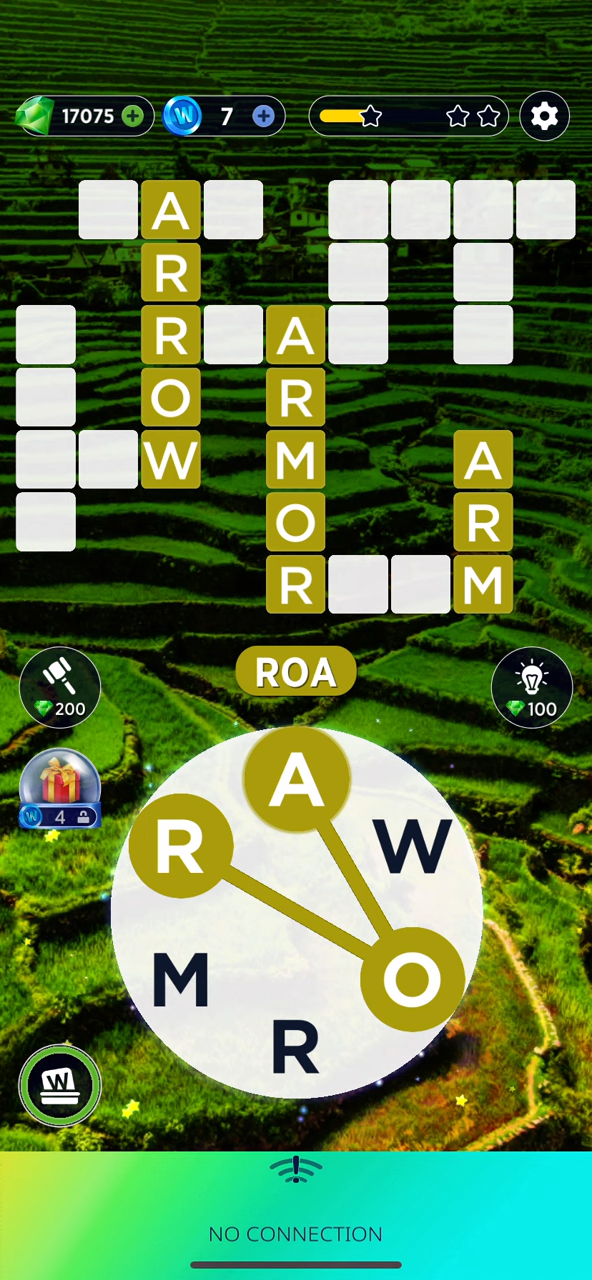 17075 W 7
A
R
R A
O R
W M A
O R
R M
ROA
200
100
A
R W
W 4
M O
R
W
NO CONNECTION